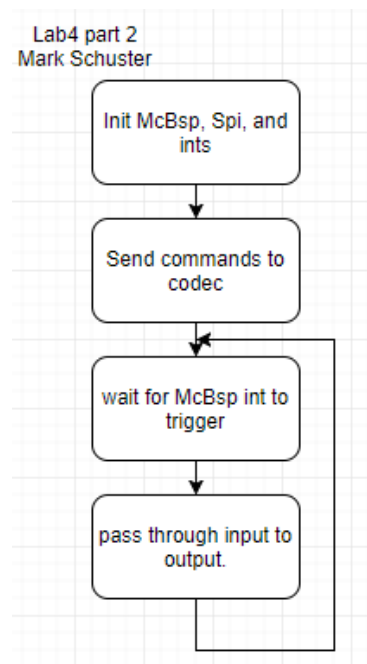 Lab4 part 2
Mark Schuster
Init McBsp, Spi, and
ints
Send commands to
codec
wait for McBsp int to
trigger
pass through input to
output.